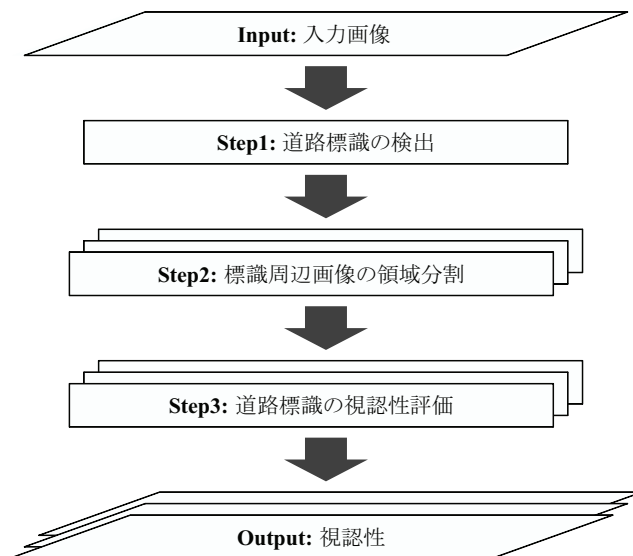 Input: 入力画像
Step1: 道路標識の検出
Step2: 標識周辺画像の領域分割
Step3: 道路標識の視認性評価
Output: 視認性